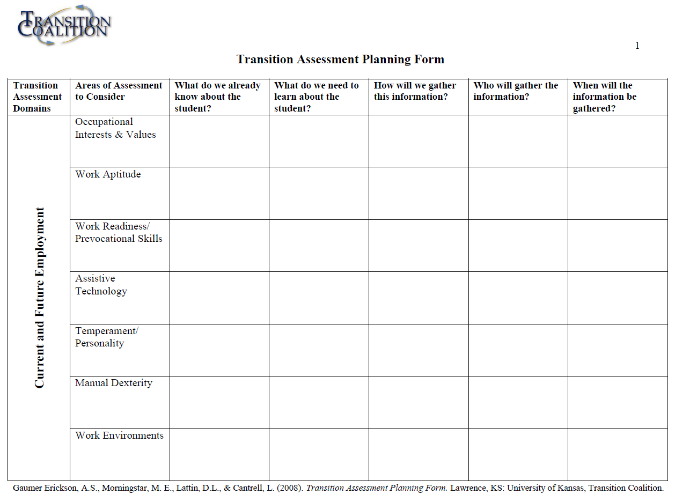 TRANSITION
COALITION
1
Transition Assessment Planning Form
Transition Assessment Domains
Areas of Assessment to Consider
What do we already know about the student?
What do we need to learn about the student?
How will we gather this information?
Who will gather the information?
When will the information be gathered?
Current and Future Employment
Occupational
Interests & Values
Work Aptitude
Work Readiness/
Prevocational Skills
Assistive
Technology
Temperament/
Personality
Manual Dexterity
Work Environments
Gaumer Erickson, A.S., Morningstar, M. E., Lattin, D.L., & Cantrell, L. (2008). Transition Assessment Planning Form. Lawrence, KS: University of Kansas, Transition Coalition.